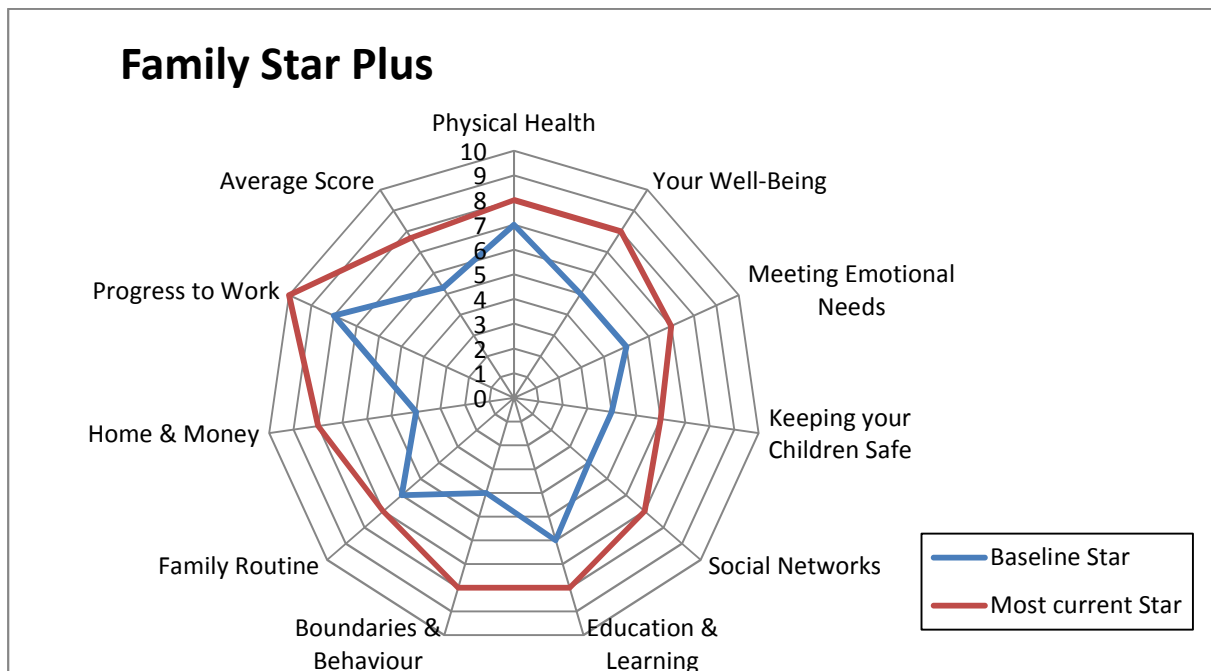 Family Star Plus
Physical Health
Your Well-Being
Meeting Emotional
Needs
Keeping your
Children Safe
Social Networks
Education &
Learning
Boundaries &
Behaviour
Family Routine
Home & Money
Progress to Work
Average Score
10
9
8
7
6
5
4
3
2
1
0
Baseline Star
Most current Star